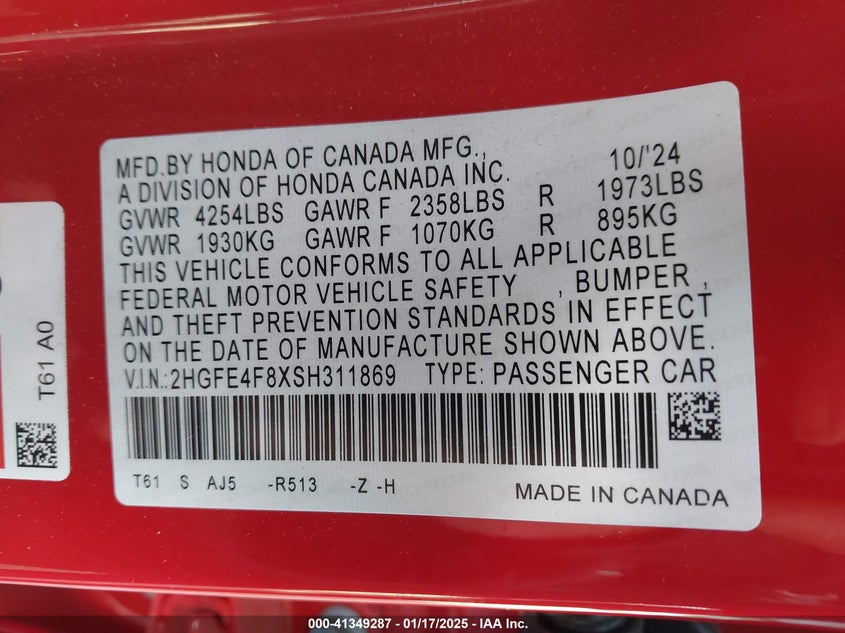 MFD.BY HONDA OF CANADA MFG., 10/'24
A DIVISION OF HONDA CANADA INC.
GVWR 4254LBS GAWR F 2358LBS R 1973LBS
GVWR 1930KG GAWR F 1070KG R 895KG
THIS VEHICLE CONFORMS TO ALL APPLICABLE
FEDERAL MOTOR VEHICLE SAFETY , BUMPER ,
AND THEFT PREVENTION STANDARDS IN EFFECT
ON THE DATE OF MANUFACTURE SHOWN ABOVE.
V.I.N.:2HGFE4F8XSH311869 TYPE: PASSENGER CAR
T61 S AJ5 -R513 -Z -H
MADE IN CANADA
T61 A0
000-41349287 - 01/17/2025 - IAA Inc.